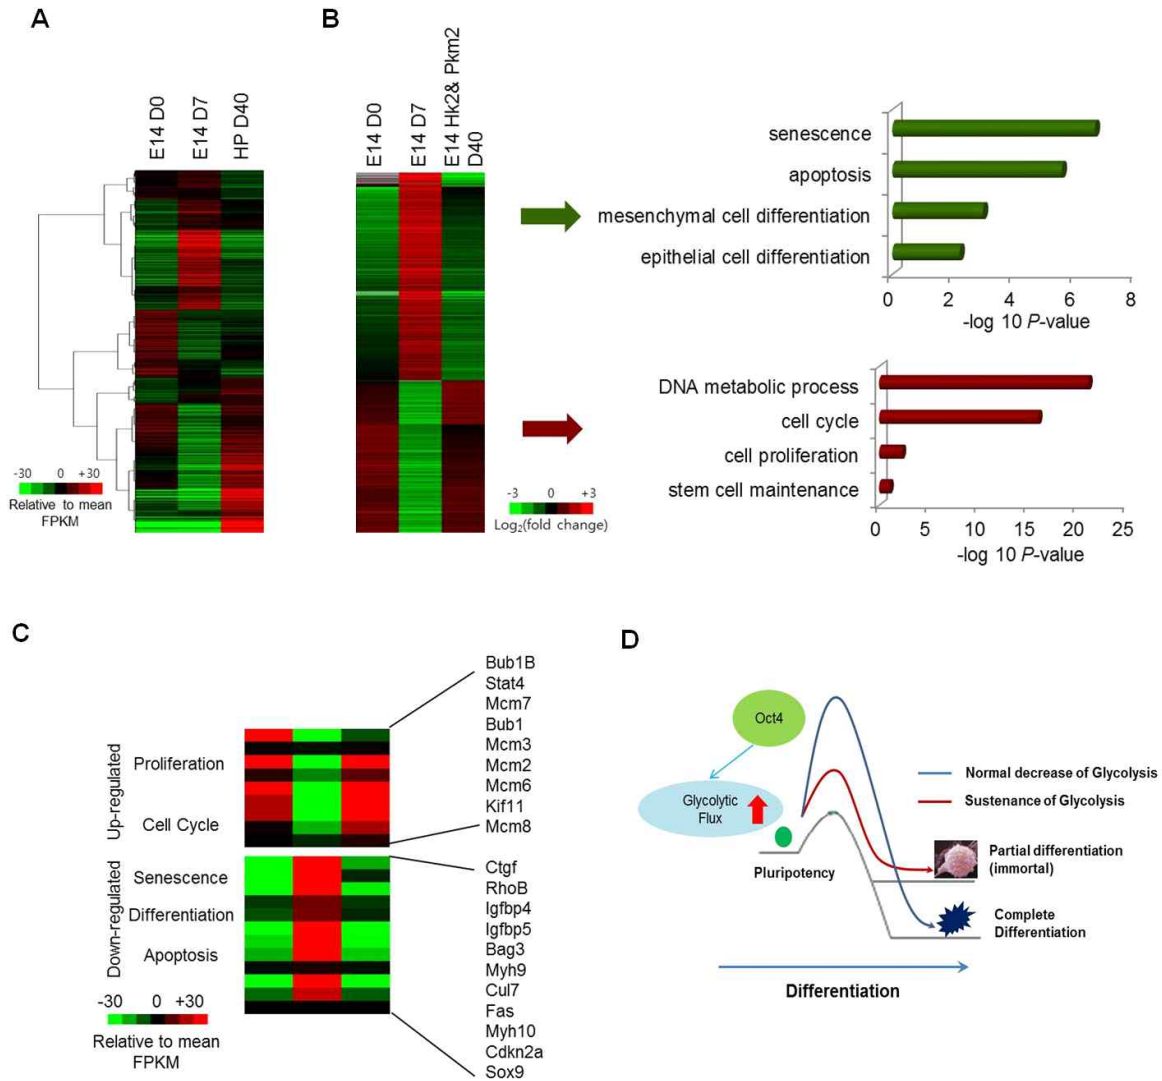 A
E14 D0
E14 D7
HP D40
-30 0 +30
Relative to mean
FPKM
B
E14 D0
E14 D7
E14 Hk2& Pkm2
D40
-3 0 +3
Log2(fold change)
senescence
apoptosis
mesenchymal cell differentiation
epithelial cell differentiation
0 2 4 6 8
-log 10 P-value
DNA metabolic process
cell cycle
cell proliferation
stem cell maintenance
0 5 10 15 20 25
-log 10 P-value
C
Up-regulated
Proliferation
Cell Cycle
Down-regulated
Senescence
Differentiation
Apoptosis
-30 0 +30
Relative to mean
FPKM
Bub1B
Stat4
Mcm7
Bub1
Mcm3
Mcm2
Mcm6
Kif11
Mcm8
Ctgf
RhoB
Igfbp4
Igfbp5
Bag3
Myh9
Cul7
Fas
Myh10
Cdkn2a
Sox9
D
Oct4
Glycolytic
Flux
Pluripotency
Normal decrease of Glycolysis
Sustenance of Glycolysis
Partial differentiation
(immortal)
Complete
Differentiation
Differentiation